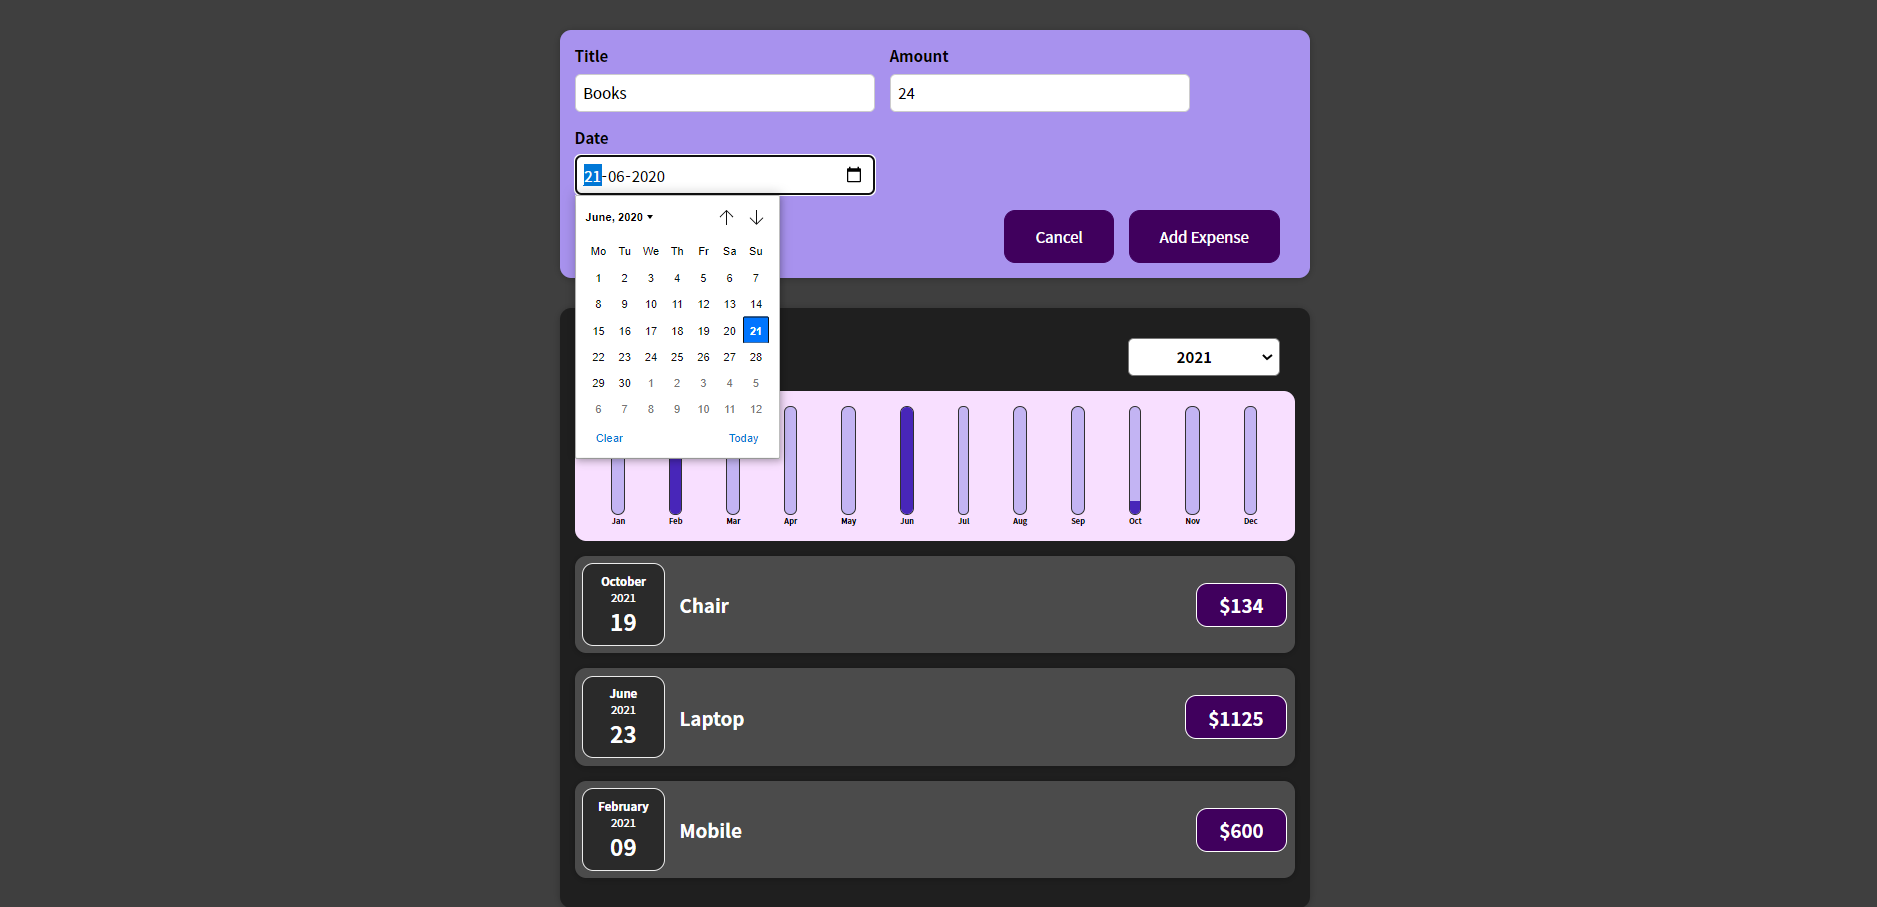 Title Amount
Books 24
Date
21-06-2020
June, 2020
Cancel Add Expense
Mo Tu We Th Fr Sa Su
1 2 3 4 5 6 7
8 9 10 11 12 13 14
15 16 17 18 19 20 21
22 23 24 25 26 27 28
29 30 1 2 3 4 5
6 7 8 9 10 11 12
Clear Today
2021
Jan Feb Mar Apr May Jun Jul Aug Sep Oct Nov Dec
October
2021
19
Chair
$134
June
2021
23
Laptop
$1125
February
2021
09
Mobile
$600